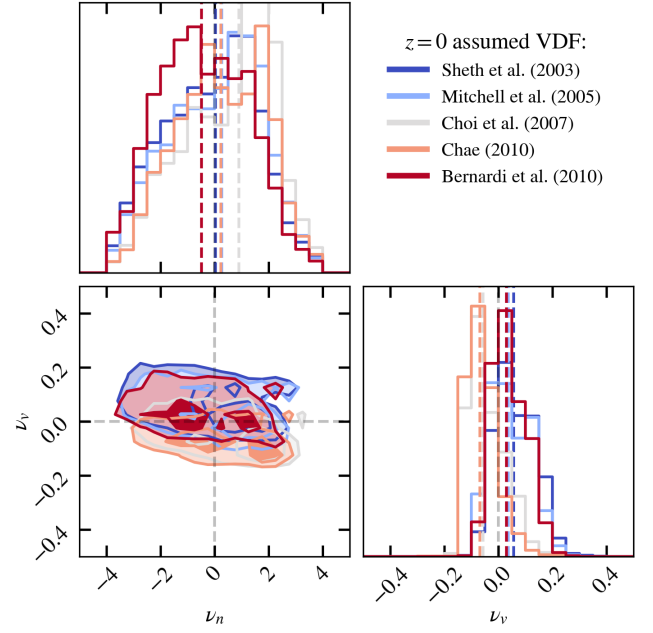 z = 0 assumed VDF:
Sheth et al. (2003)
Mitchell et al. (2005)
Choi et al. (2007)
Chae (2010)
Bernardi et al. (2010)
0.4
0.2
0.0
−0.2
−0.4
ν_v
−4
−2
0
2
4
ν_n
−0.4
−0.2
0.0
0.2
0.4
ν_v